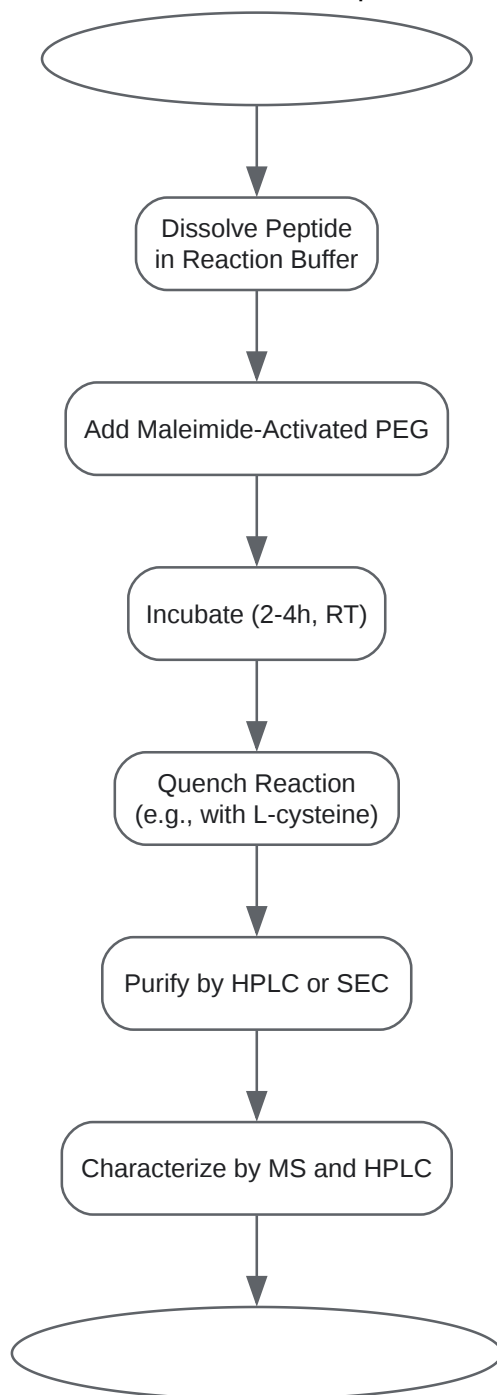 Dissolve Peptide
in Reaction Buffer
Add Maleimide-Activated PEG
Incubate (2-4h, RT)
Quench Reaction
(e.g., with L-cysteine)
Purify by HPLC or SEC
Characterize by MS and HPLC